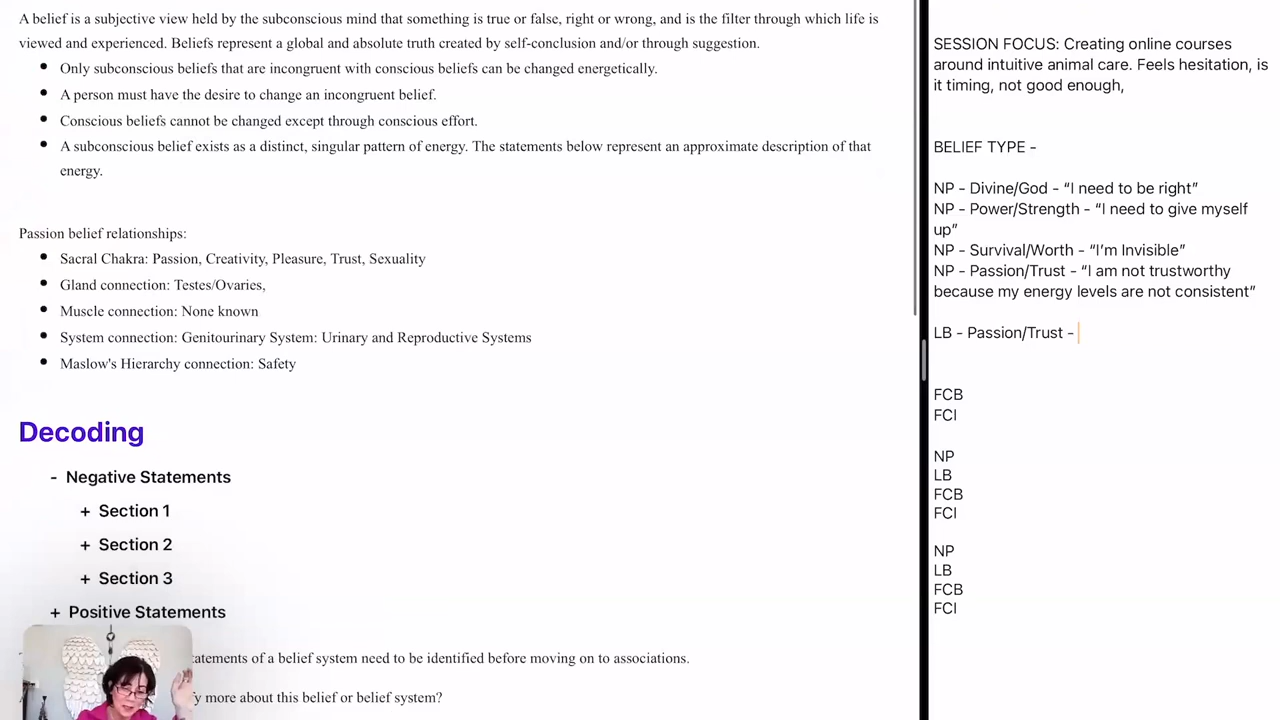 A belief is a subjective view held by the subconscious mind that something is true or false, right or wrong, and is the filter through which life is
viewed and experienced. Beliefs represent a global and absolute truth created by self-conclusion and/or through suggestion.
Only subconscious beliefs that are incongruent with conscious beliefs can be changed energetically.
A person must have the desire to change an incongruent belief.
Conscious beliefs cannot be changed except through conscious effort.
A subconscious belief exists as a distinct, singular pattern of energy. The statements below represent an approximate description of that
energy.
Passion belief relationships:
Sacral Chakra: Passion, Creativity, Pleasure, Trust, Sexuality
Gland connection: Testes/Ovaries,
Muscle connection: None known
System connection: Genitourinary System: Urinary and Reproductive Systems
Maslow's Hierarchy connection: Safety
Decoding
- Negative Statements
+ Section 1
+ Section 2
+ Section 3
+ Positive Statements
of a belief system need to be identified before moving on to associations.
more about this belief or belief system?
SESSION FOCUS: Creating online courses
around intuitive animal care. Feels hesitation, is
it timing, not good enough,
BELIEF TYPE -
NP - Divine/God - “I need to be right”
NP - Power/Strength - “I need to give myself
up”
NP - Survival/Worth - “I’m Invisible”
NP - Passion/Trust - “I am not trustworthy
because my energy levels are not consistent”
LB - Passion/Trust -
FCB
FCI
NP
LB
FCB
FCI
NP
LB
FCB
FCI